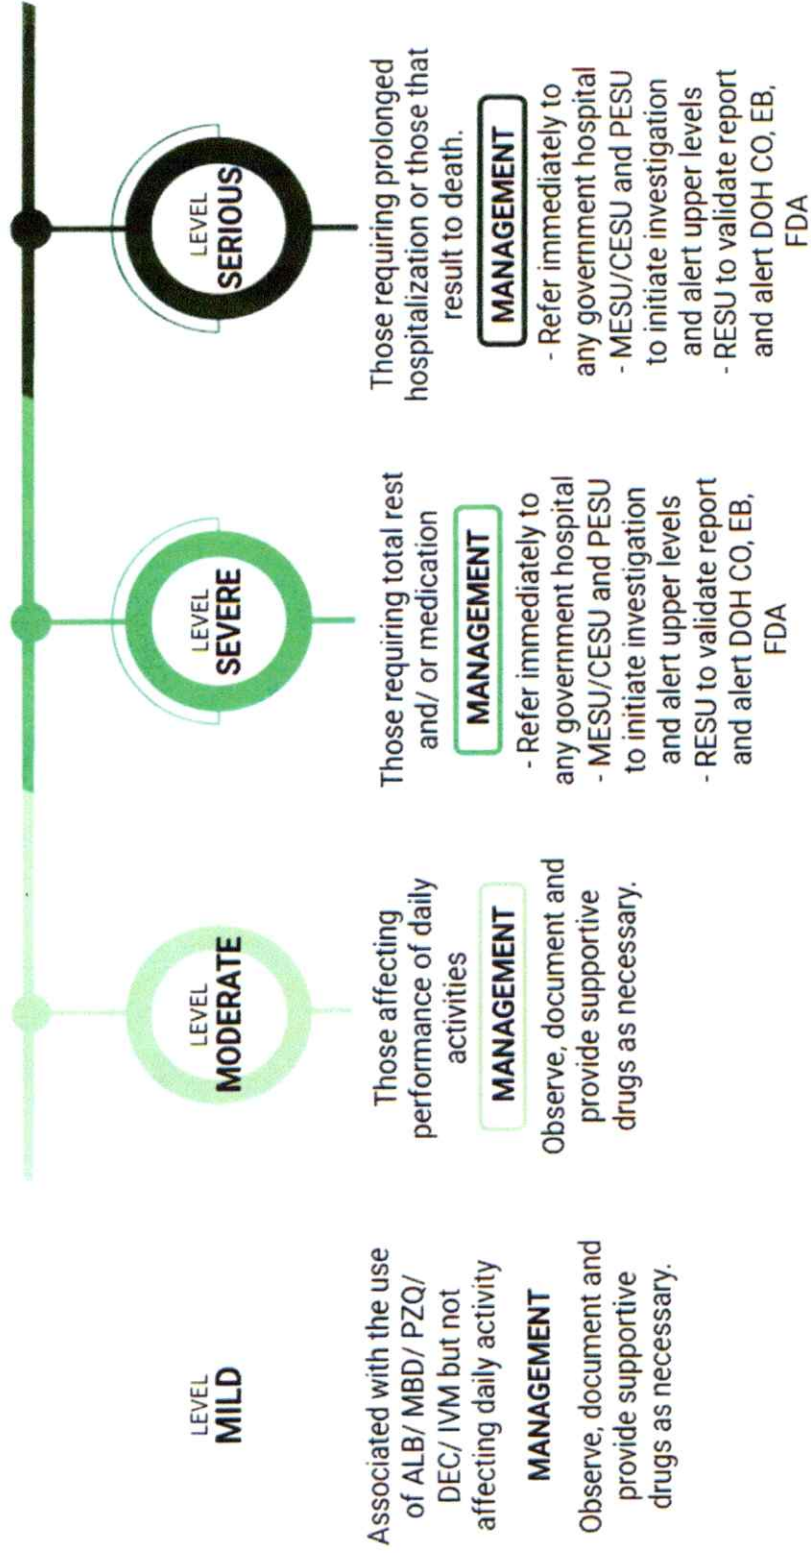 LEVEL
MILD
Associated with the use
of ALB/ MBD/ PZQ/
DEC/ IVM but not
affecting daily activity
MANAGEMENT
Observe, document and
provide supportive
drugs as necessary.
LEVEL
MODERATE
Those affecting
performance of daily
activities
MANAGEMENT
Observe, document and
provide supportive
drugs as necessary.
LEVEL
SEVERE
Those requiring total rest
and/ or medication
MANAGEMENT
- Refer immediately to
any government hospital
- MESU/CESU and PESU
to initiate investigation
and alert upper levels
- RESU to validate report
and alert DOH CO, EB,
FDA
LEVEL
SERIOUS
Those requiring prolonged
hospitalization or those that
result to death.
MANAGEMENT
- Refer immediately to
any government hospital
- MESU/CESU and PESU
to initiate investigation
and alert upper levels
- RESU to validate report
and alert DOH CO, EB,
FDA